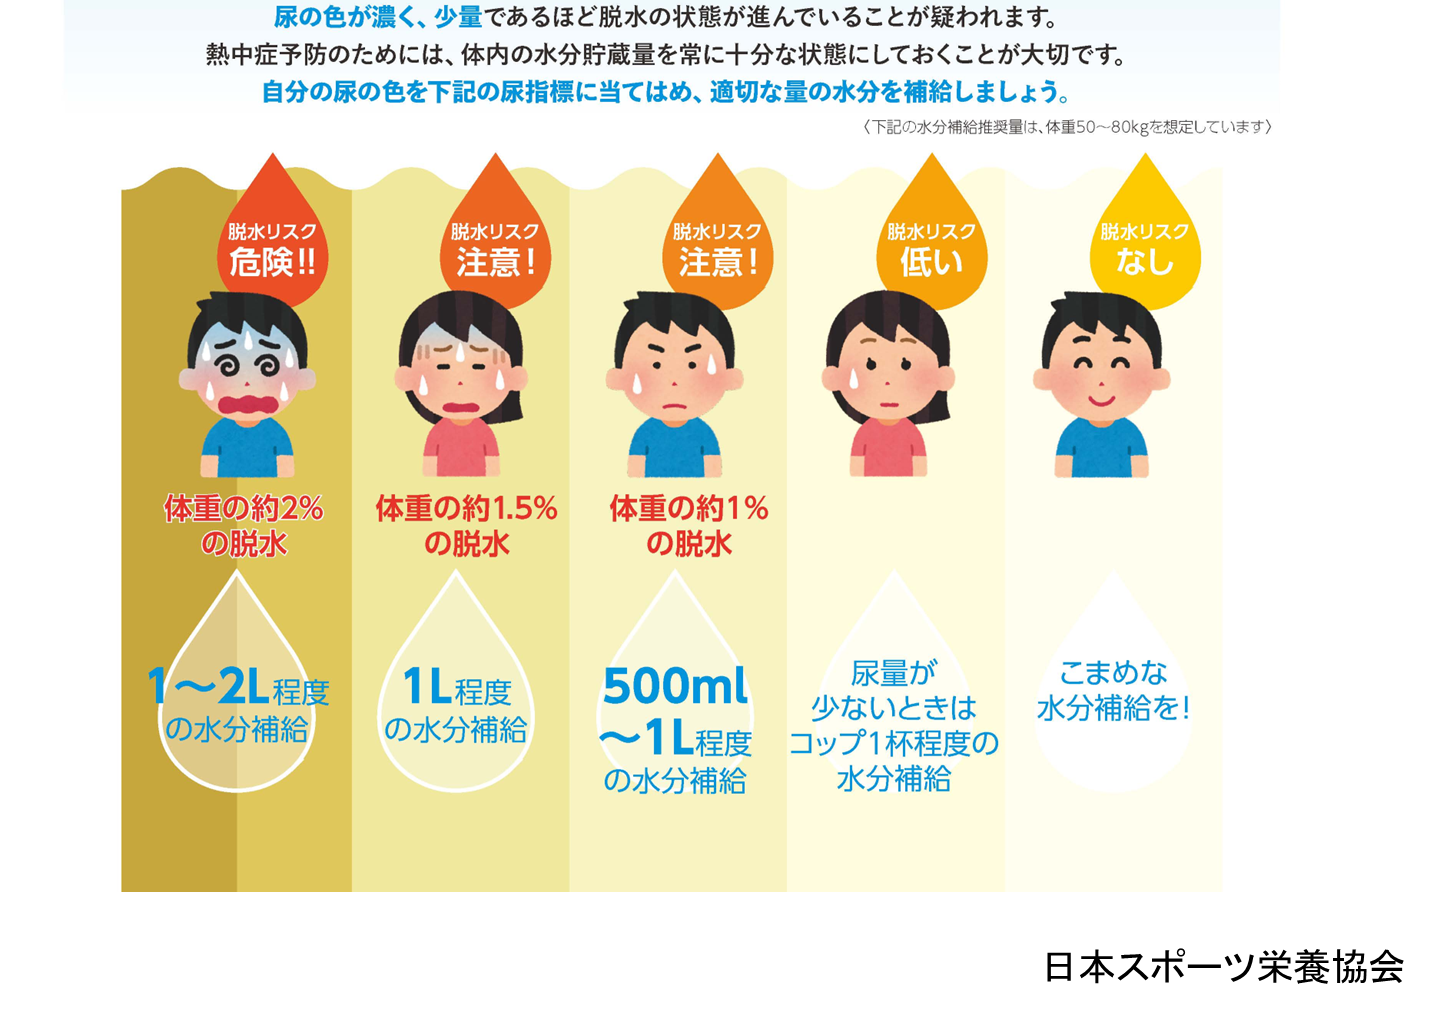 尿の色が濃く、少量であるほど脱水の状態が進んでいることが疑われます。
熱中症予防のためには、体内の水分貯蔵量を常に十分な状態にしておくことが大切です。
自分の尿の色を下記の尿指標に当てはめ、適切な量の水分を補給しましょう。
〈下記の水分補給推奨量は、体重50～80kgを想定しています〉
脱水リスク
危険!!
体重の約2%
の脱水
1～2L程度
の水分補給
脱水リスク
注意!
体重の約1.5%
の脱水
1L程度
の水分補給
脱水リスク
注意!
体重の約1%
の脱水
500ml
～1L程度
の水分補給
脱水リスク
低い
尿量が
少ないときは
コップ1杯程度の
水分補給
脱水リスク
なし
こまめな
水分補給を!
日本スポーツ栄養協会